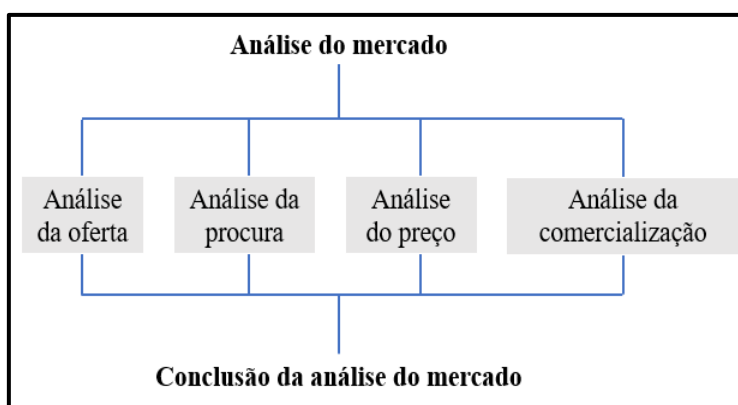 Análise do mercado
Análise
da oferta
Análise da
procura
Análise
do preço
Análise da
comercialização
Conclusão da análise do mercado